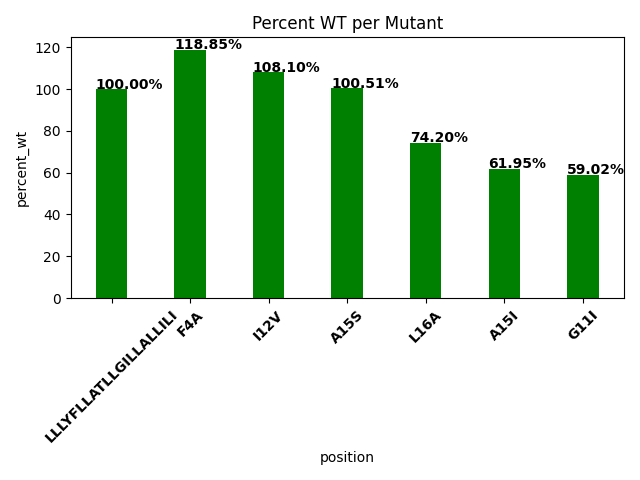 Percent WT per Mutant
percent_wt
120
100
80
60
40
20
0
100.00%
118.85%
108.10%
100.51%
74.20%
61.95%
59.02%
LLLYFLLATLLGILLALLILI
F4A
I12V
A15S
L16A
A15I
G11I
position